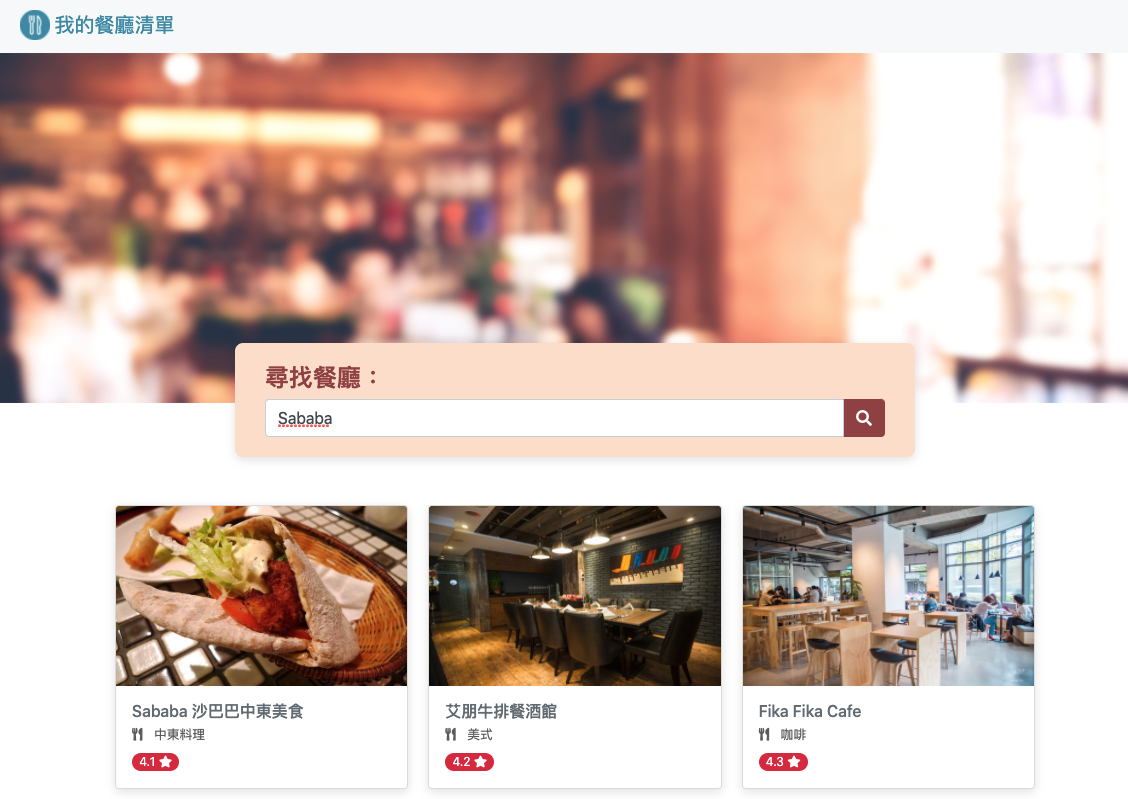 我的餐廳清單
尋找餐廳：
Sababa
Sababa 沙巴巴中東美食
中東料理
4.1
艾朋牛排餐酒館
美式
4.2
Fika Fika Cafe
咖啡
4.3